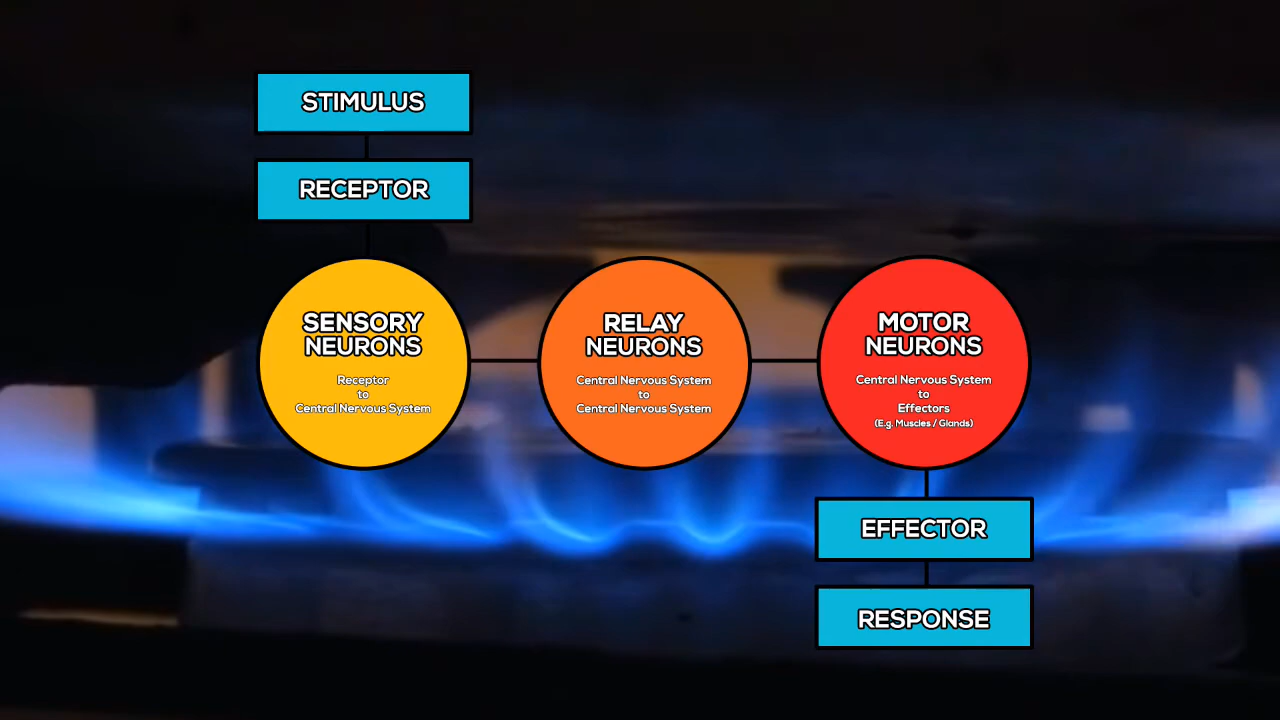 STIMULUS
RECEPTOR
SENSORY
NEURONS
Receptor
to
Central Nervous System
RELAY
NEURONS
Central Nervous System
to
Central Nervous System
MOTOR
NEURONS
Central Nervous System
to
Effectors
(E.g. Muscles / Glands)
EFFECTOR
RESPONSE